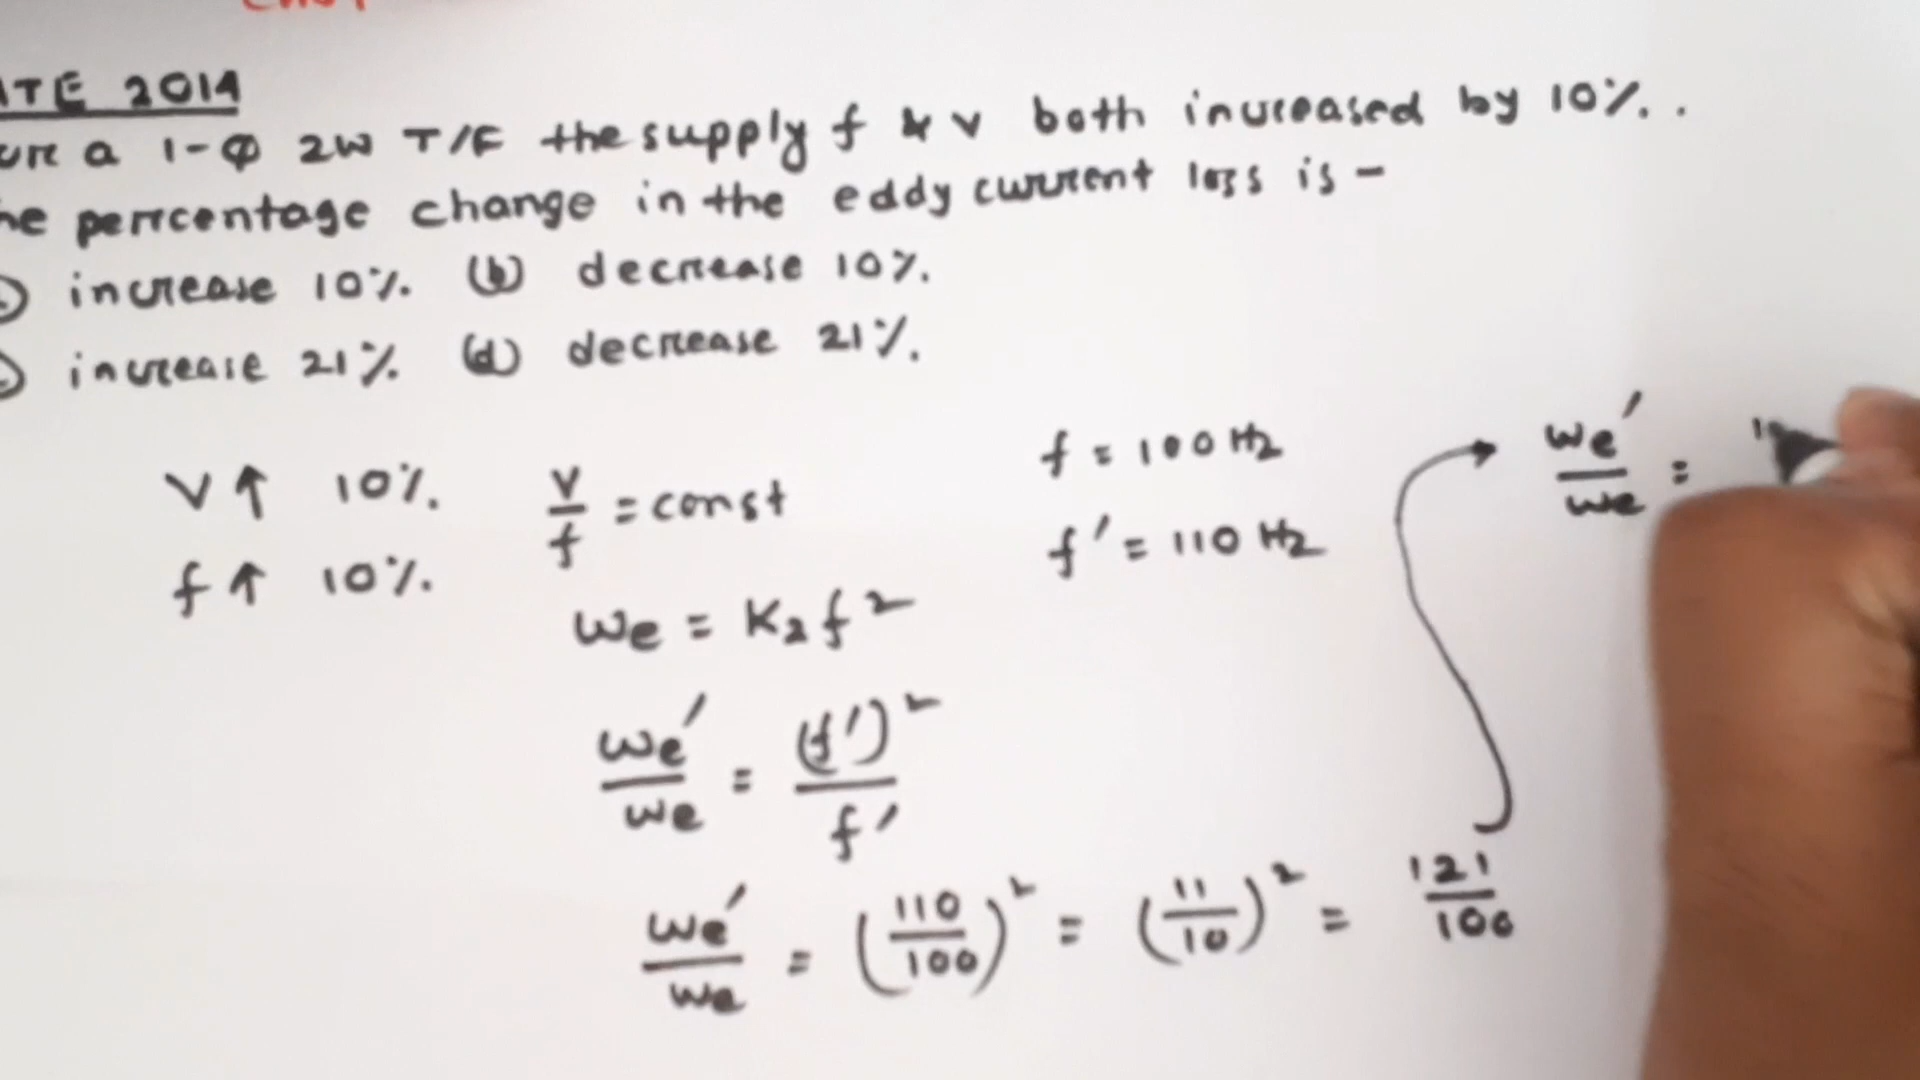 ATE 2014
a 1-Φ 2W T/F the supply f & v both increased by 10%.
he percentage change in the eddy current loss is -
increase 10%. (b) decrease 10%.
increase 21%. (d) decrease 21%.
V↑ 10%.
f↑ 10%.
V/f = const
We = K2f²
We'/We = (f')²/f'
We'/We = (110/100)² = (11/10)² = 121/100
f = 100 Hz
f' = 110 Hz
We'/We =